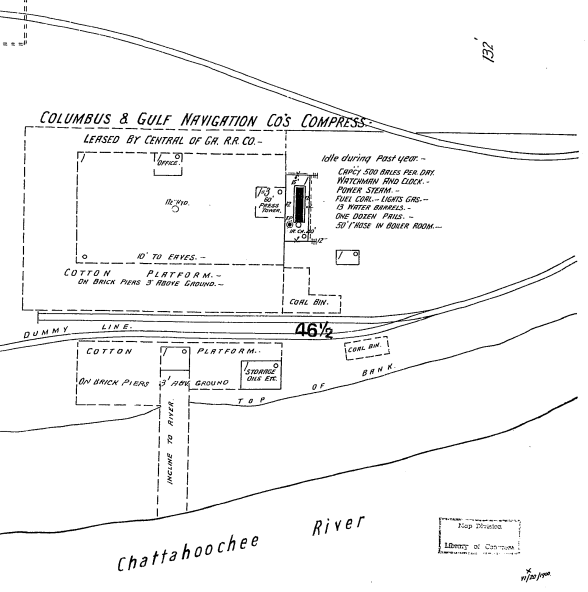 132'
COLUMBUS & GULF NAVIGATION CO'S COMPRESS.-
LEASED BY CENTRAL OF GA. R.R. CO.-
OFFICE.
Idle during Past year.-
CAPC'Y 500 BALES PER DAY.
WATCHMAN AND CLOCK.-
POWER STEAM.-
FUEL COAL.- LIGHTS GAS.-
13 WATER BARRELS.-
ONE DOZEN PAILS.-
50' 1" HOSE IN BOILER ROOM.-
60'
PRESS
TOWER.
10' TO EAVES.-
COTTON PLATFORM.-
ON BRICK PIERS 3' ABOVE GROUND.-
COAL BIN.
DUMMY LINE.
46½
COTTON PLATFORM.-
COAL BIN.
STORAGE
OILS ETC.
ON BRICK PIERS 3' ABV. GROUND
TOP OF BANK.
INCLINE TO RIVER.
Chattahoochee River
Map Division
Library of Congress